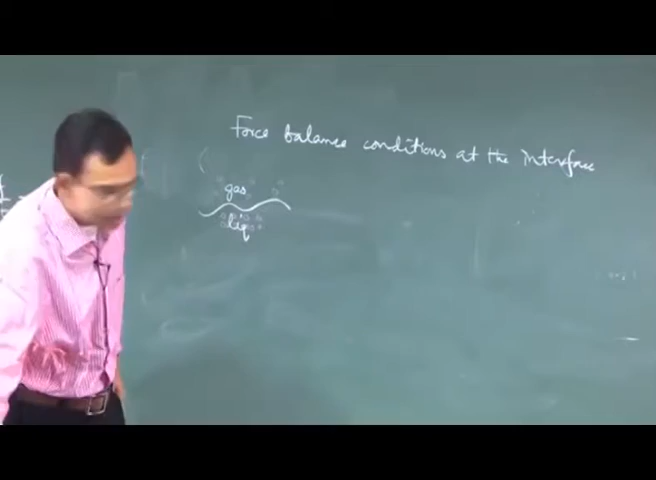 Force balance conditions at the Interface
gas
liq